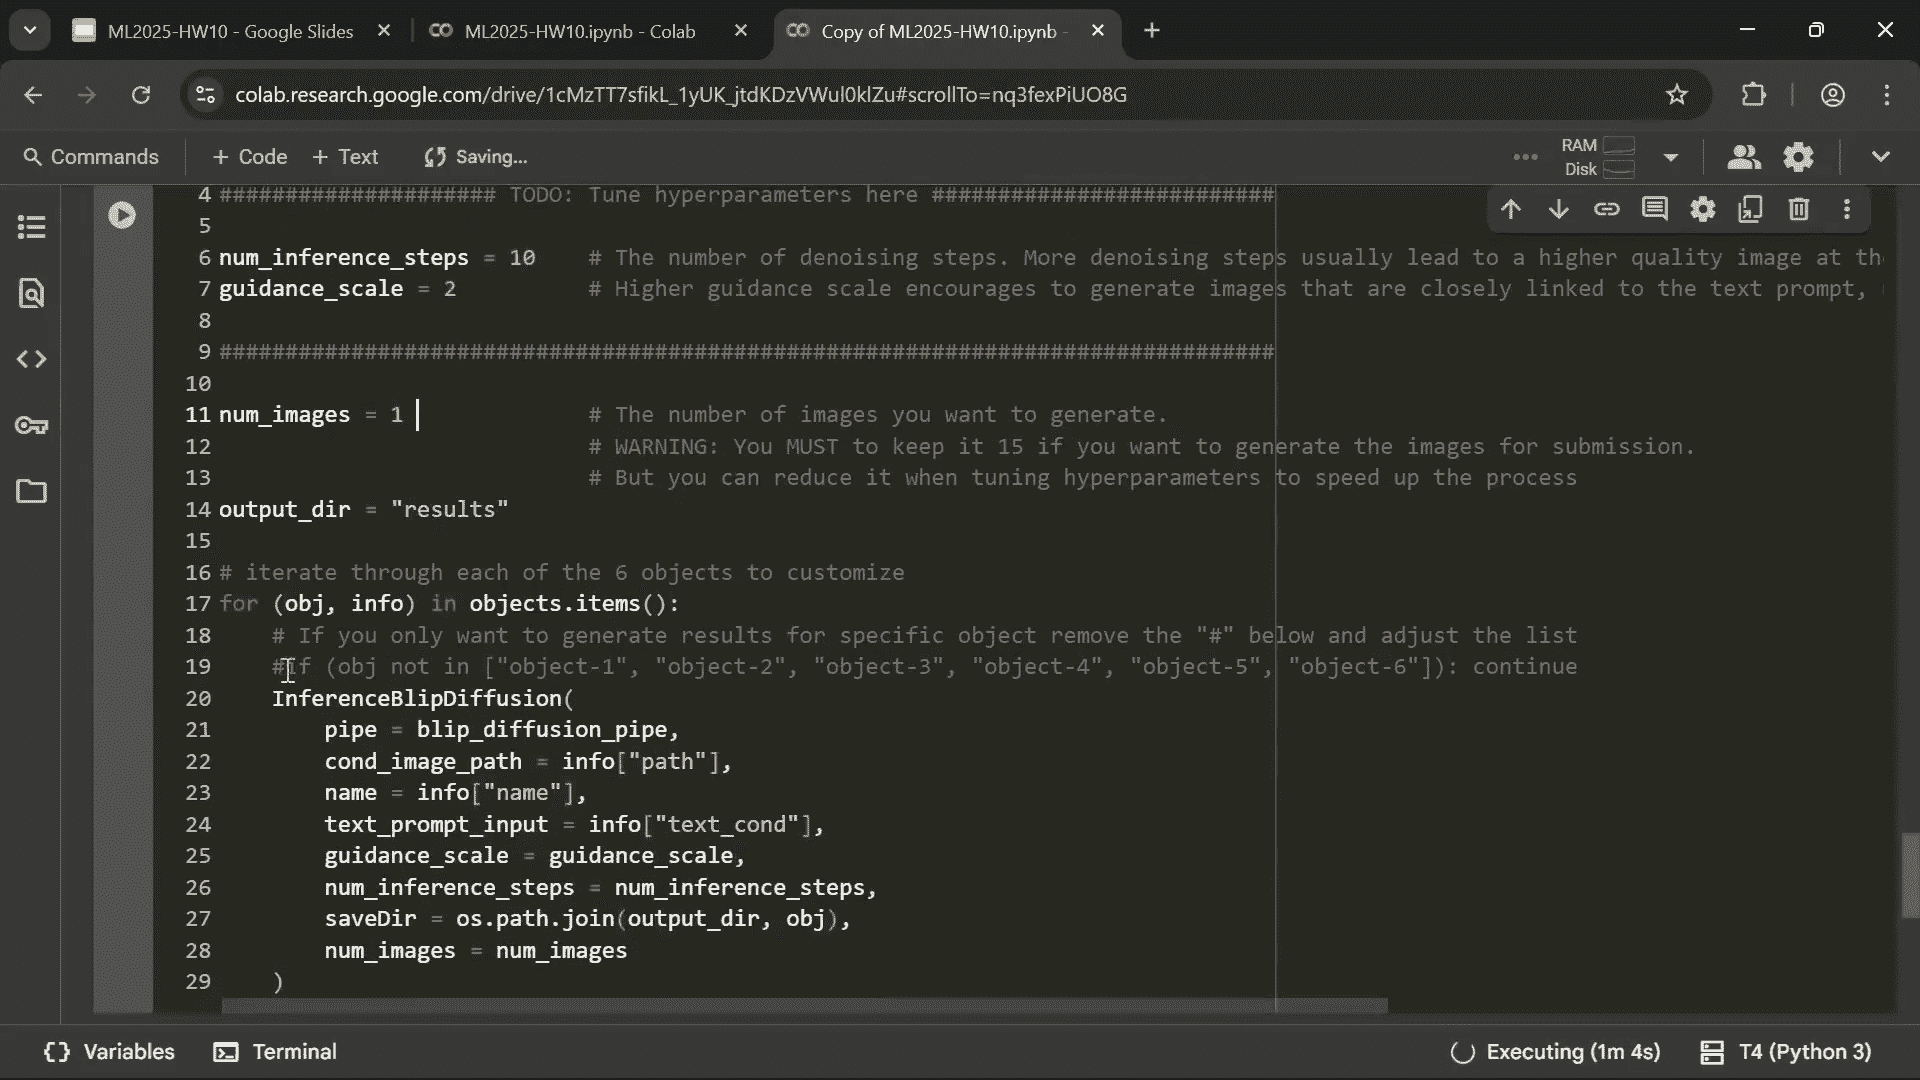 ML2025-HW10 - Google Slides
ML2025-HW10.ipynb - Colab
Copy of ML2025-HW10.ipynb -
colab.research.google.com/drive/1cMzTT7sfikL_1yUK_jtdKDzVWul0klZu#scrollTo=nq3fexPiUO8G
Commands
+ Code
+ Text
Saving...
RAM
Disk
4 ##################### TODO: Tune hyperparameters here ##########################
5
6 num_inference_steps = 10    # The number of denoising steps. More denoising steps usually lead to a higher quality image at the
7 guidance_scale = 2          # Higher guidance scale encourages to generate images that are closely linked to the text prompt,
8
9 ################################################################################
10
11 num_images = 1              # The number of images you want to generate.
12                            # WARNING: You MUST to keep it 15 if you want to generate the images for submission.
13                            # But you can reduce it when tuning hyperparameters to speed up the process
14 output_dir = "results"
15
16 # iterate through each of the 6 objects to customize
17 for (obj, info) in objects.items():
18     # If you only want to generate results for specific object remove the "#" below and adjust the list
19     #if (obj not in ["object-1", "object-2", "object-3", "object-4", "object-5", "object-6"]): continue
20     InferenceBlipDiffusion(
21         pipe = blip_diffusion_pipe,
22         cond_image_path = info["path"],
23         name = info["name"],
24         text_prompt_input = info["text_cond"],
25         guidance_scale = guidance_scale,
26         num_inference_steps = num_inference_steps,
27         saveDir = os.path.join(output_dir, obj),
28         num_images = num_images
29     )
Variables
Terminal
Executing (1m 4s)
T4 (Python 3)